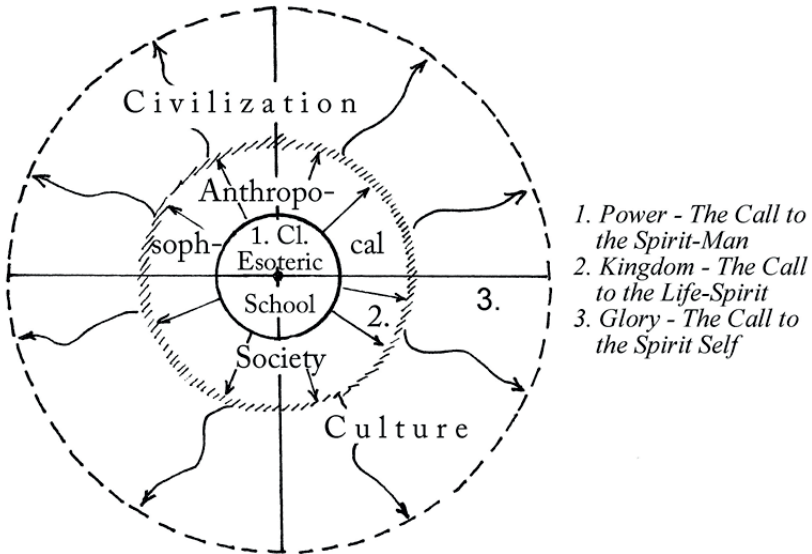 Civilization
Anthropo-
soph-
cal
1. Cl.
Esoteric
School
2.
3.
Society
Culture
1. Power - The Call to
the Spirit-Man
2. Kingdom - The Call
to the Life-Spirit
3. Glory - The Call to
the Spirit Self